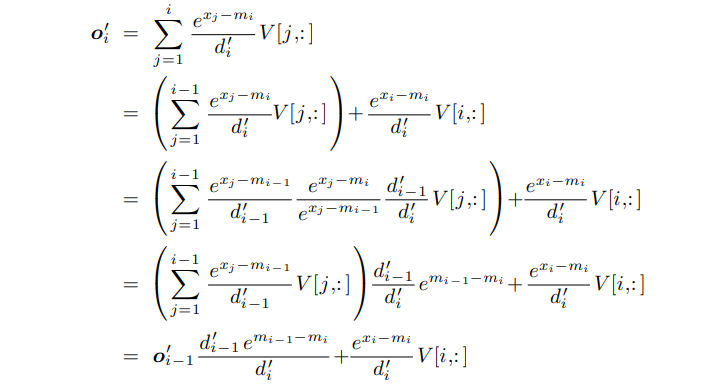 $\boldsymbol{o}'_i = \sum_{j=1}^{i} \frac{e^{x_j - m_i}}{d'_i} V[j,:]$
$= \left( \sum_{j=1}^{i-1} \frac{e^{x_j - m_i}}{d'_i} V[j,:] \right) + \frac{e^{x_i - m_i}}{d'_i} V[i,:]$
$= \left( \sum_{j=1}^{i-1} \frac{e^{x_j - m_{i-1}}}{d'_{i-1}} \frac{e^{x_j - m_i}}{e^{x_j - m_{i-1}}} \frac{d'_{i-1}}{d'_i} V[j,:] \right) + \frac{e^{x_i - m_i}}{d'_i} V[i,:]$
$= \left( \sum_{j=1}^{i-1} \frac{e^{x_j - m_{i-1}}}{d'_{i-1}} V[j,:] \right) \frac{d'_{i-1}}{d'_i} e^{m_{i-1} - m_i} + \frac{e^{x_i - m_i}}{d'_i} V[i,:]$
$= \boldsymbol{o}'_{i-1} \frac{d'_{i-1} e^{m_{i-1} - m_i}}{d'_i} + \frac{e^{x_i - m_i}}{d'_i} V[i,:]$